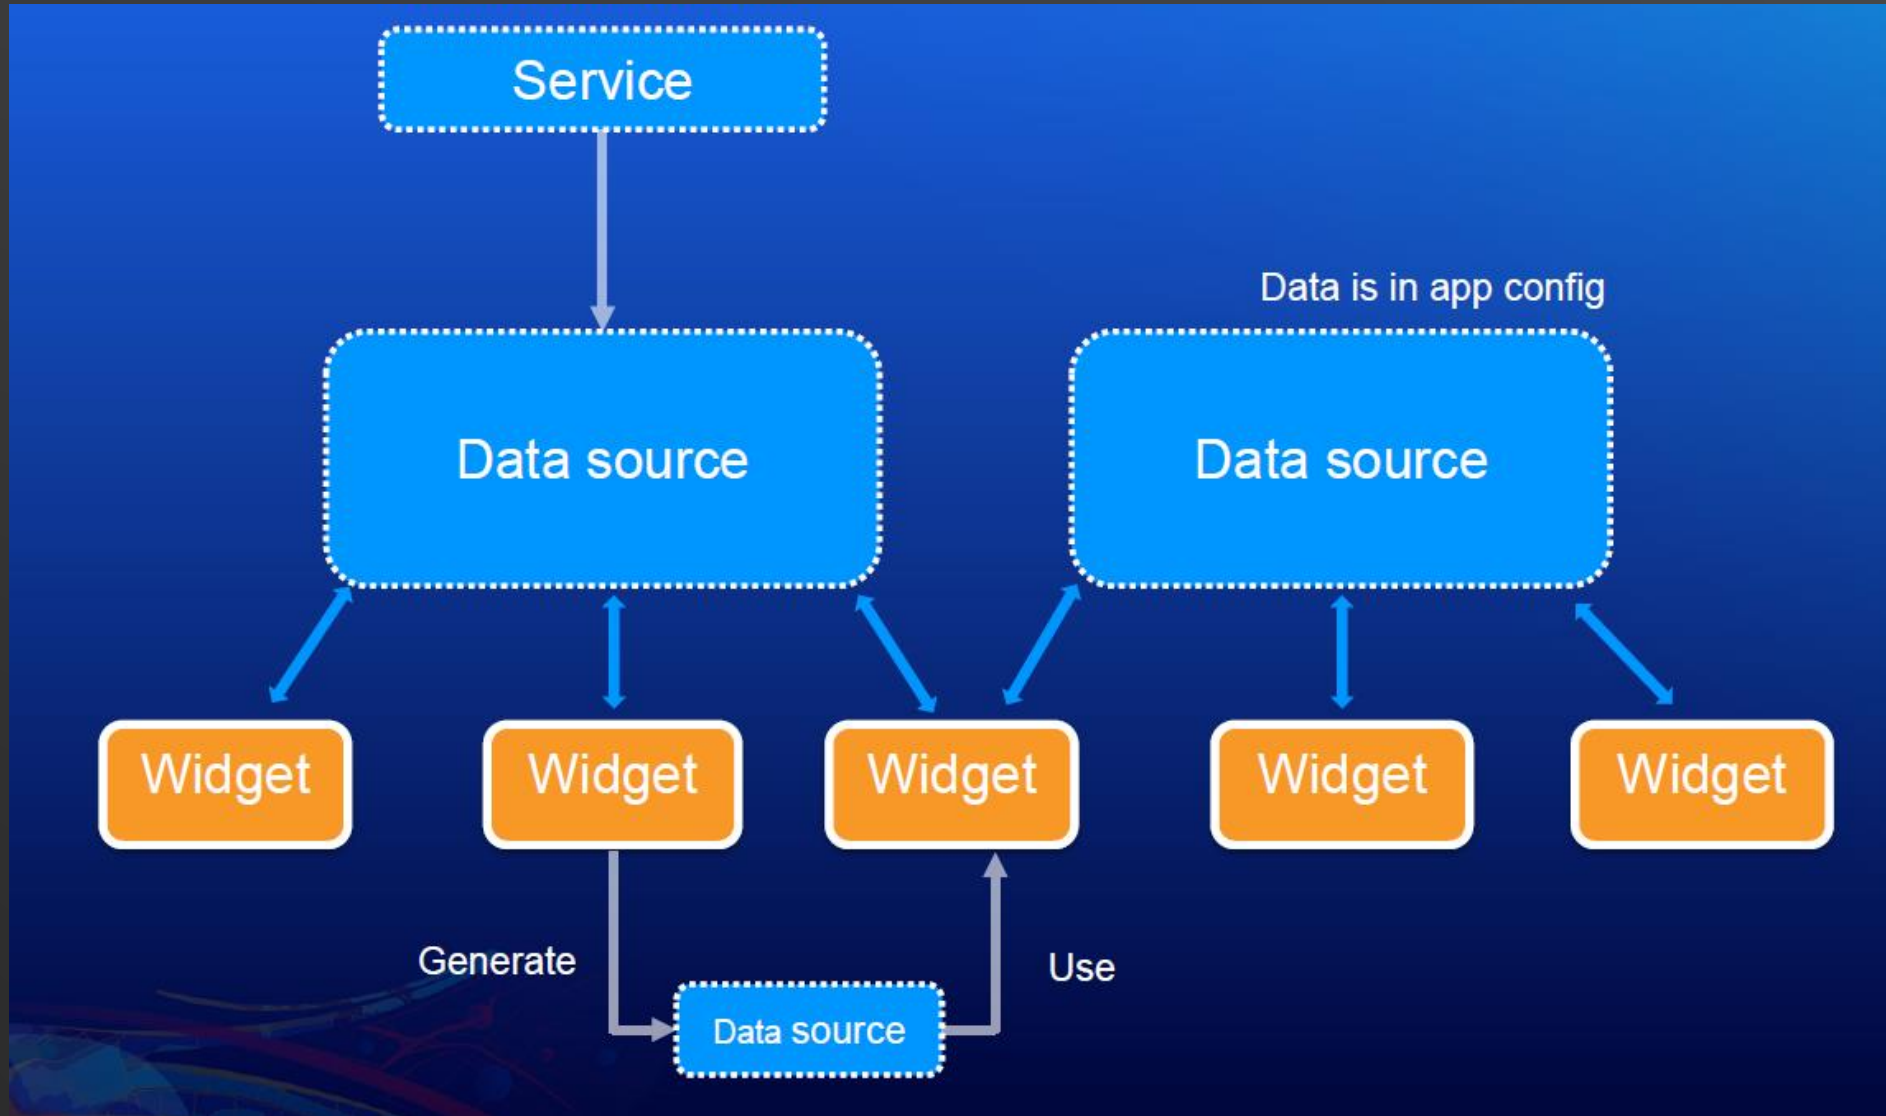 Service
Data is in app config
Data source
Data source
Widget
Widget
Widget
Widget
Widget
Generate
Use
Data source